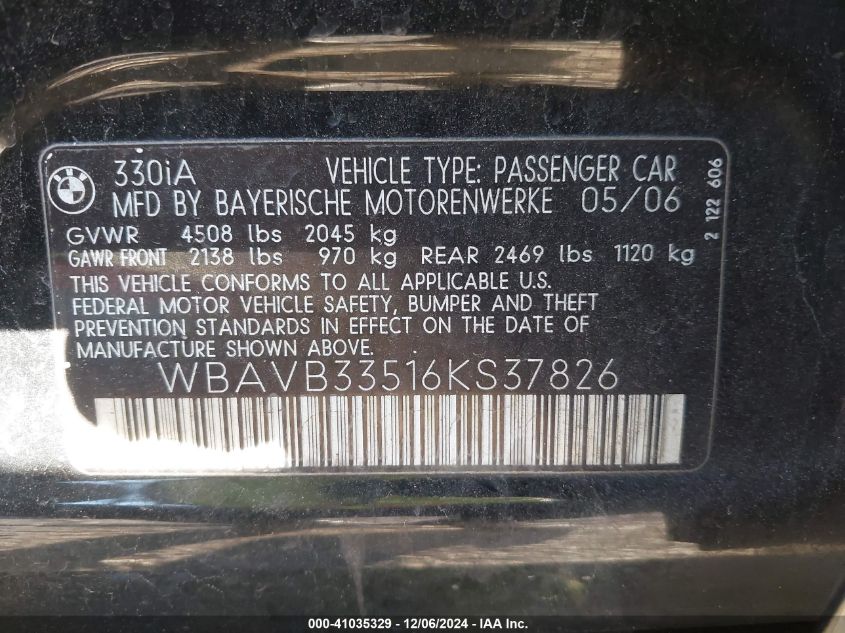 330iA VEHICLE TYPE: PASSENGER CAR
MFD BY BAYERISCHE MOTORENWERKE 05/06
GVWR 4508 lbs 2045 kg
GAWR FRONT 2138 lbs 970 kg REAR 2469 lbs 1120 kg
THIS VEHICLE CONFORMS TO ALL APPLICABLE U.S.
FEDERAL MOTOR VEHICLE SAFETY, BUMPER AND THEFT
PREVENTION STANDARDS IN EFFECT ON THE DATE OF
MANUFACTURE SHOWN ABOVE.
WBAVB33516KS37826
2 122 606
000-41035329 - 12/06/2024 - IAA Inc.